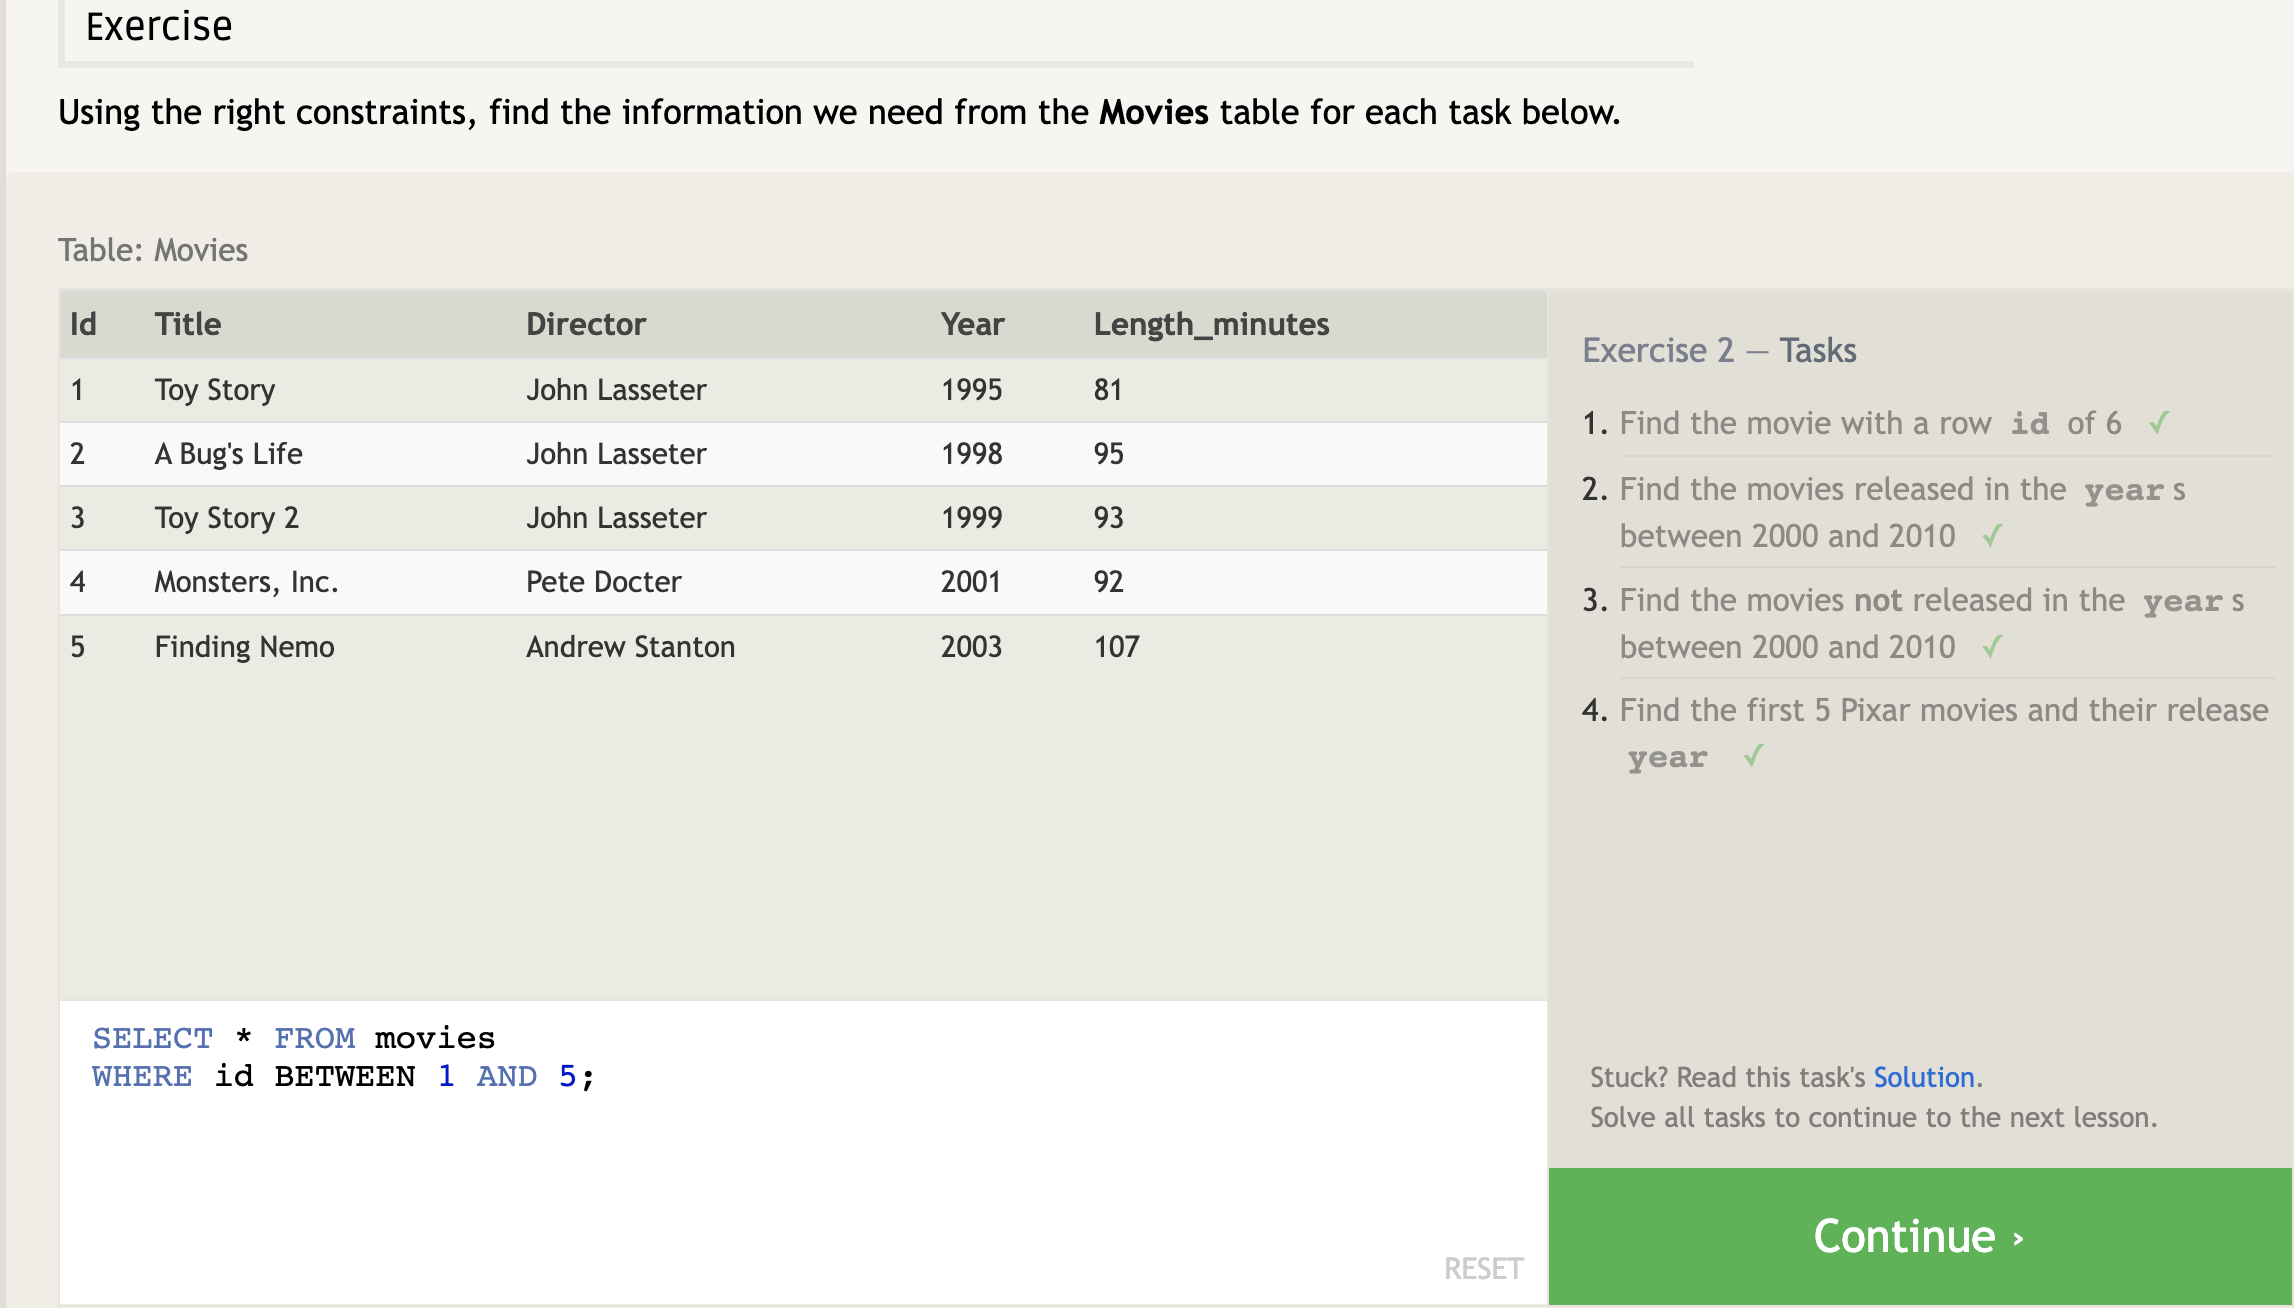 Exercise
Using the right constraints, find the information we need from the Movies table for each task below.
Table: Movies
Id Title Director Year Length_minutes
1 Toy Story John Lasseter 1995 81
2 A Bug's Life John Lasseter 1998 95
3 Toy Story 2 John Lasseter 1999 93
4 Monsters, Inc. Pete Docter 2001 92
5 Finding Nemo Andrew Stanton 2003 107
SELECT * FROM movies
WHERE id BETWEEN 1 AND 5;
RESET
Exercise 2 — Tasks
1. Find the movie with a row id of 6 ✓
2. Find the movies released in the year s
between 2000 and 2010 ✓
3. Find the movies not released in the year s
between 2000 and 2010 ✓
4. Find the first 5 Pixar movies and their release
year ✓
Stuck? Read this task's Solution.
Solve all tasks to continue to the next lesson.
Continue ›